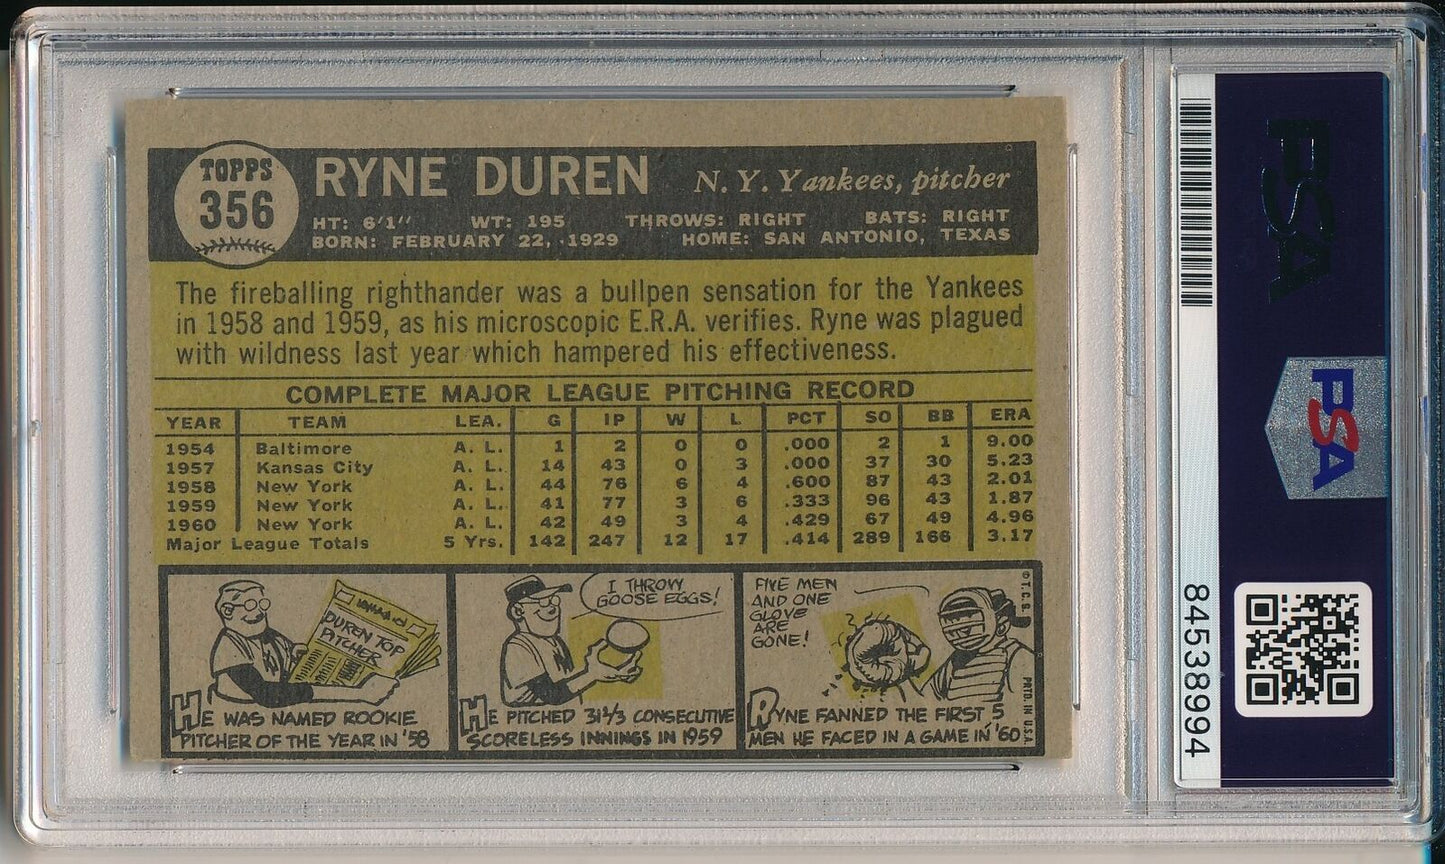 TOPPS
356
RYNE DUREN N. Y. Yankees, pitcher
HT: 6'1" WT: 195 THROWS: RIGHT BATS: RIGHT
BORN: FEBRUARY 22, 1929 HOME: SAN ANTONIO, TEXAS
The fireballing righthander was a bullpen sensation for the Yankees
in 1958 and 1959, as his microscopic E.R.A. verifies. Ryne was plagued
with wildness last year which hampered his effectiveness.
COMPLETE MAJOR LEAGUE PITCHING RECORD
YEAR TEAM LEA. G IP W L PCT SO BB ERA
1954 Baltimore A. L. 1 2 0 0 .000 2 1 9.00
1957 Kansas City A. L. 14 43 0 3 .000 37 30 5.23
1958 New York A. L. 44 76 6 4 .600 87 43 2.01
1959 New York A. L. 41 77 3 6 .333 96 43 1.87
1960 New York A. L. 42 49 3 4 .429 67 49 4.96
Major League Totals 5 Yrs. 142 247 12 17 .414 289 166 3.17
DUREN TOP
PITCHER
HE WAS NAMED ROOKIE
PITCHER OF THE YEAR IN '58
I THROW
GOOSE EGGS!
HE PITCHED 31 1/3 CONSECUTIVE
SCORELESS INNINGS IN 1959
FIVE MEN
AND ONE
GLOVE
ARE
GONE!
RYNE FANNED THE FIRST 5
MEN HE FACED IN A GAME IN '60
© T. C. G.
PRTD. IN U.S.A.
PSA
PSA
84538994